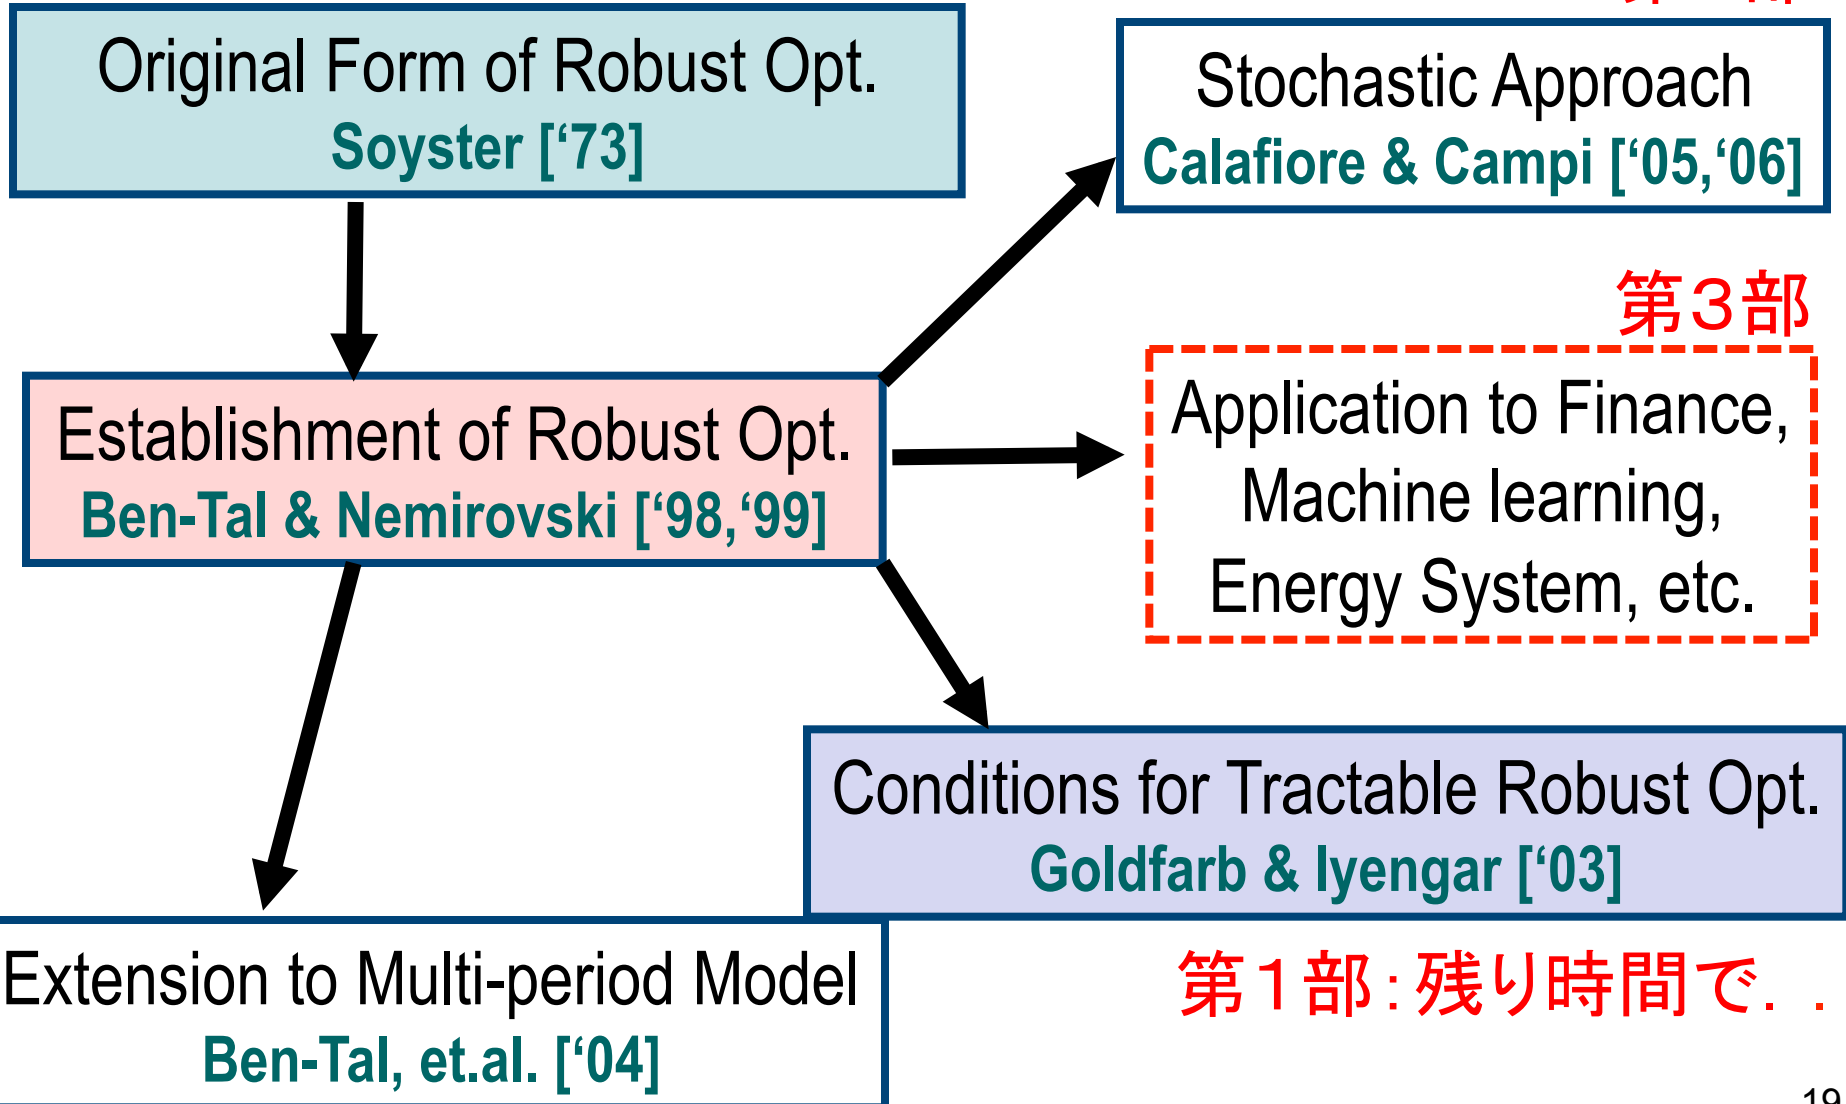 Original Form of Robust Opt.
Soyster [‘73]
Stochastic Approach
Calafiore & Campi [‘05,‘06]
第３部
Establishment of Robust Opt.
Ben-Tal & Nemirovski [‘98,‘99]
Application to Finance,
Machine learning,
Energy System, etc.
Conditions for Tractable Robust Opt.
Goldfarb & Iyengar [‘03]
Extension to Multi-period Model
Ben-Tal, et.al. [‘04]
第１部：残り時間で．．
19